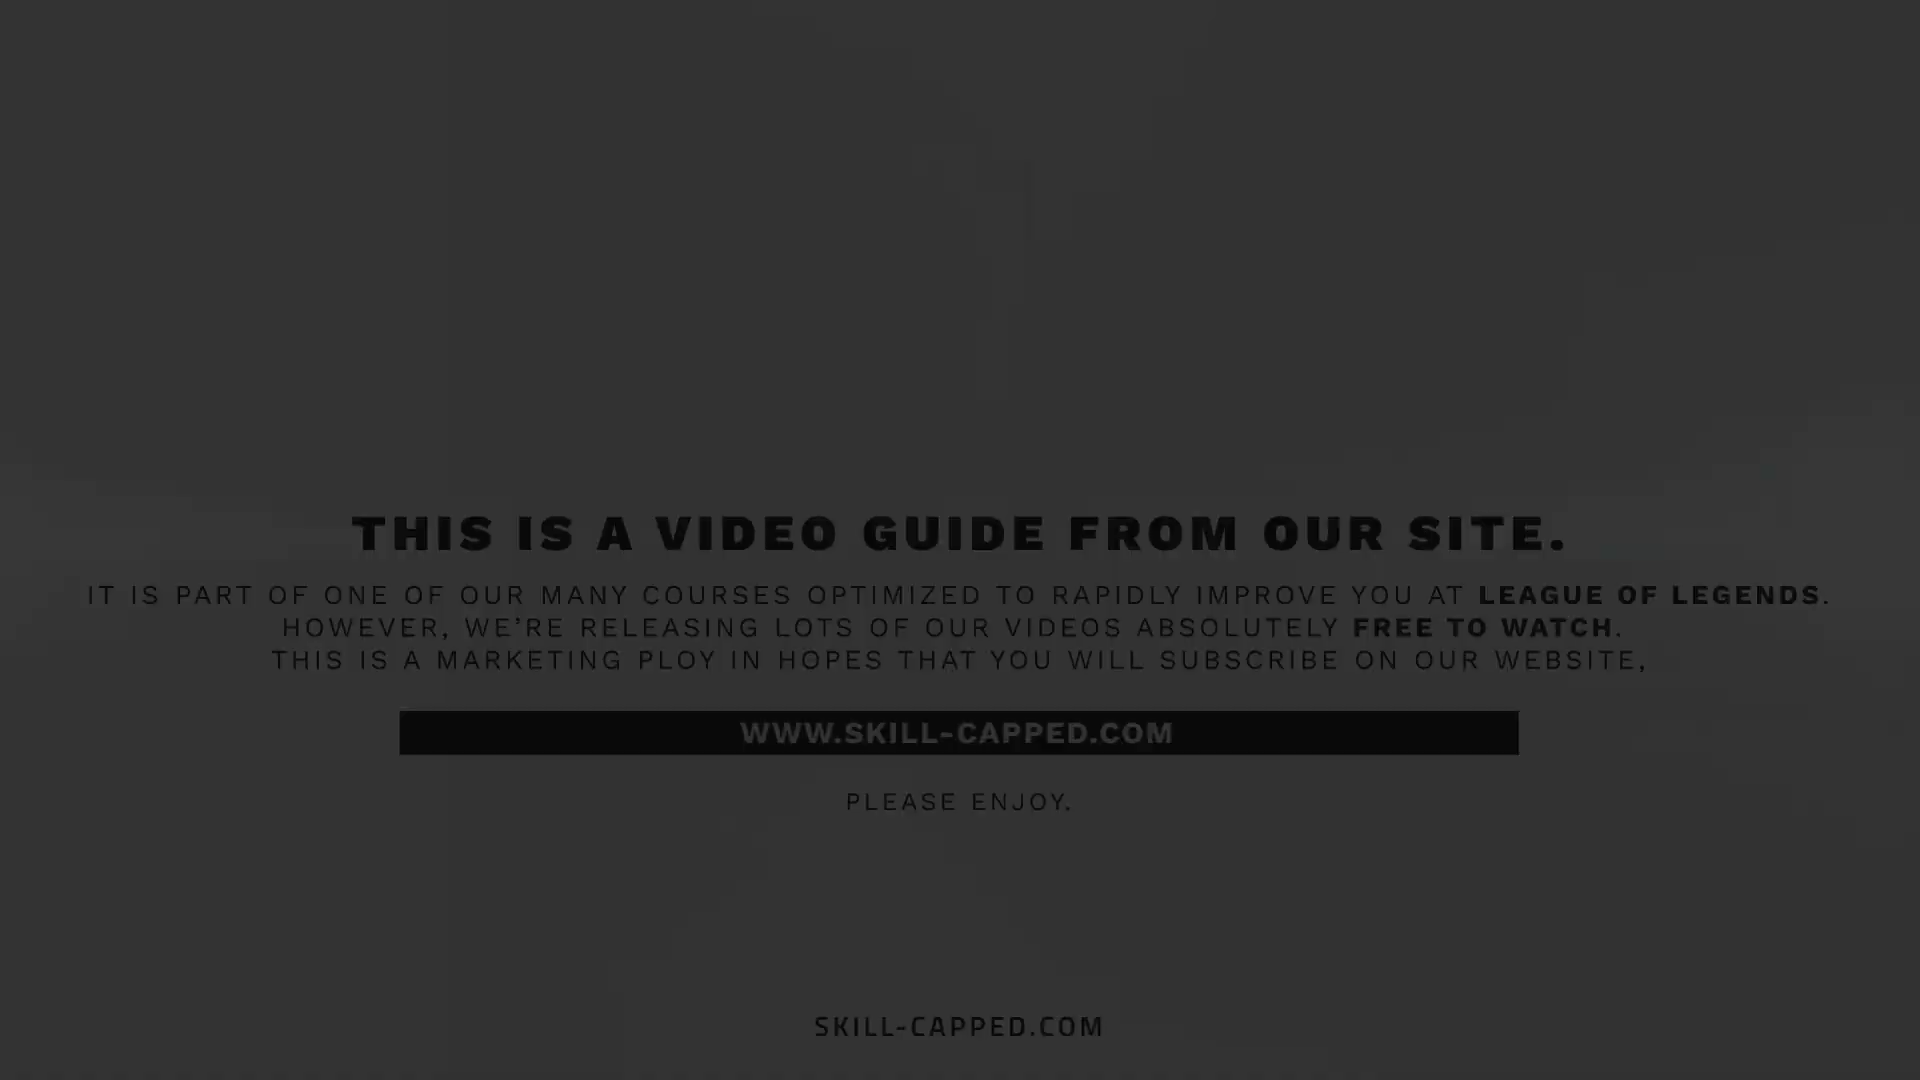 THIS IS A VIDEO GUIDE FROM OUR SITE.
IT IS PART OF ONE OF OUR MANY COURSES OPTIMIZED TO RAPIDLY IMPROVE YOU AT LEAGUE OF LEGENDS.
HOWEVER, WE’RE RELEASING LOTS OF OUR VIDEOS ABSOLUTELY FREE TO WATCH.
THIS IS A MARKETING PLOY IN HOPES THAT YOU WILL SUBSCRIBE ON OUR WEBSITE,
WWW.SKILL-CAPPED.COM
PLEASE ENJOY.
SKILL-CAPPED.COM